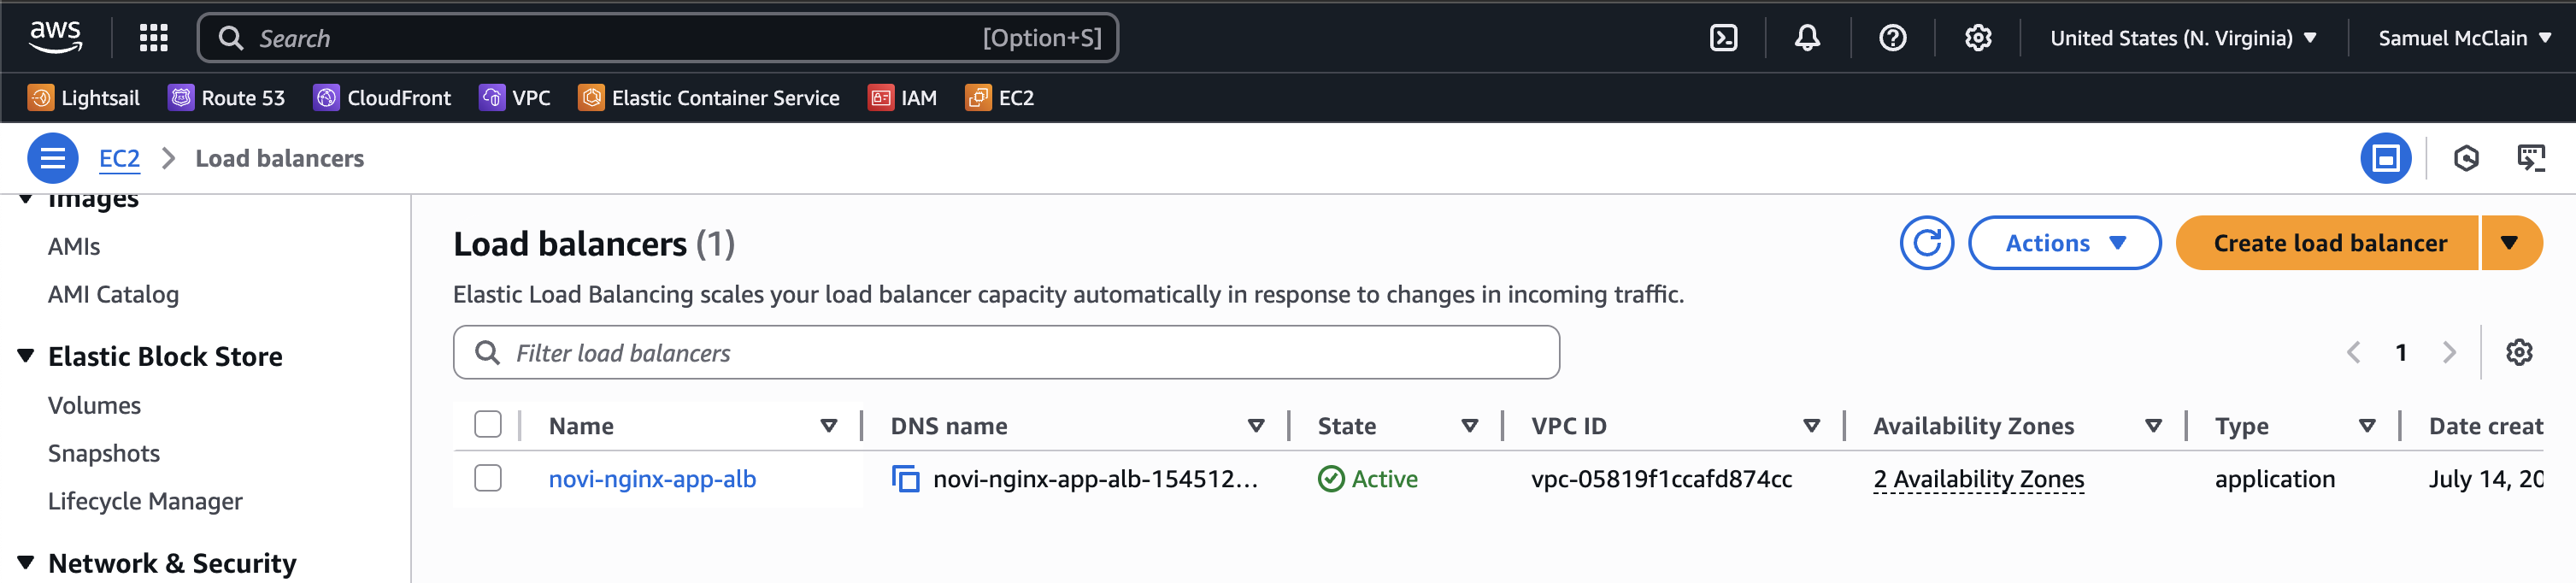 aws
Search [Option+S] United States (N. Virginia) Samuel McClain
Lightsail Route 53 CloudFront VPC Elastic Container Service IAM EC2
EC2 Load balancers
Images
AMIs
AMI Catalog
Elastic Block Store
Volumes
Snapshots
Lifecycle Manager
Network & Security
Load balancers (1)
Actions
Create load balancer
Elastic Load Balancing scales your load balancer capacity automatically in response to changes in incoming traffic.
Filter load balancers
1
Name DNS name State VPC ID Availability Zones Type Date creat
novi-nginx-app-alb novi-nginx-app-alb-154512... Active vpc-05819f1ccafd874cc 2 Availability Zones application July 14, 20